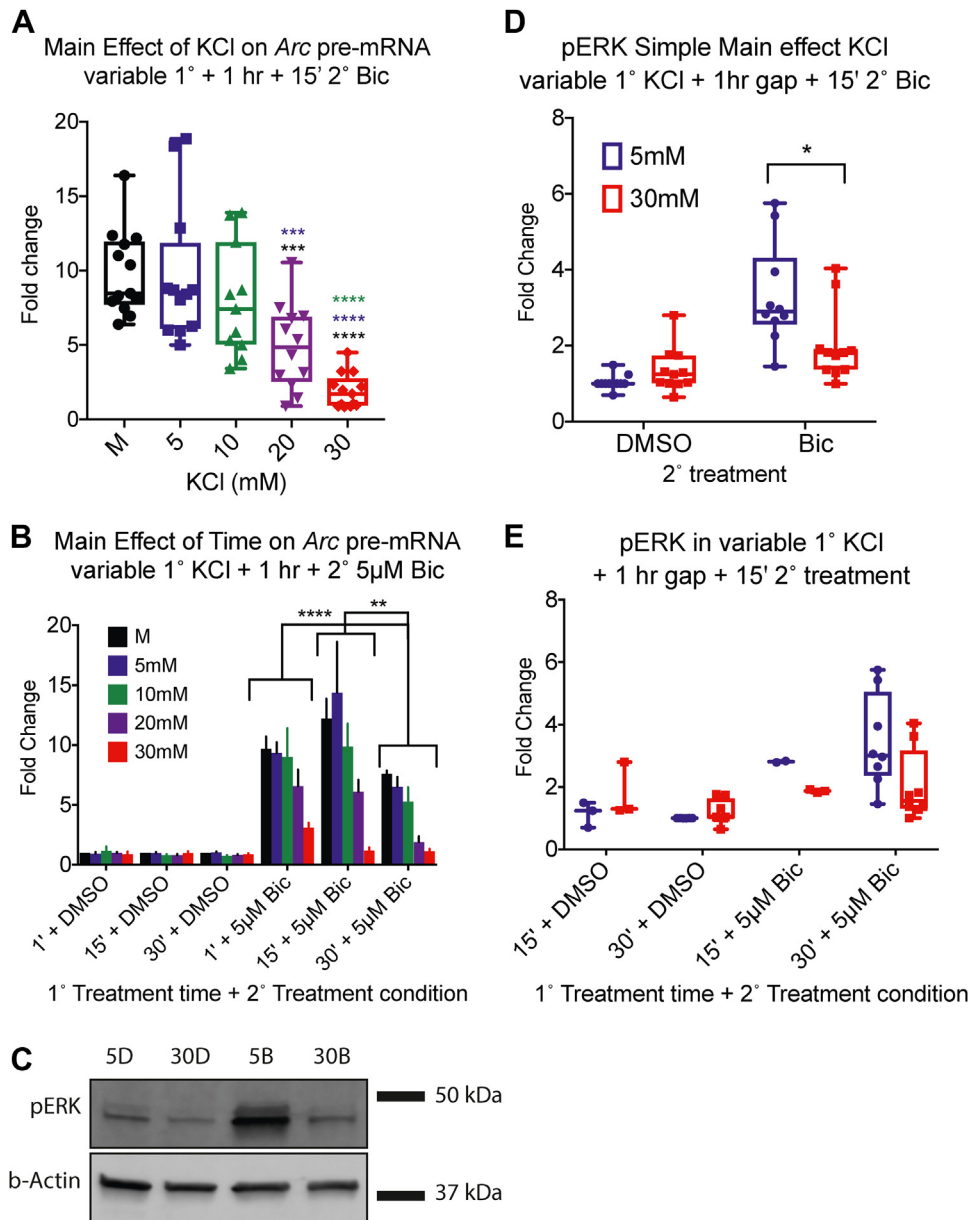 A
Main Effect of KCl on Arc pre-mRNA
variable 1° + 1 hr + 15' 2° Bic
Fold change
20
15
10
5
0
***
***
****
****
****
M
5
10
20
30
KCl (mM)
B
Main Effect of Time on Arc pre-mRNA
variable 1° KCl + 1 hr + 2° 5µM Bic
Fold Change
20
15
10
5
0
M
5mM
10mM
20mM
30mM
****
**
1' + DMSO
15' + DMSO
30' + DMSO
1' + 5µM Bic
15' + 5µM Bic
30' + 5µM Bic
1° Treatment time + 2° Treatment condition
C
5D 30D 5B 30B
pERK
50 kDa
b-Actin
37 kDa
D
pERK Simple Main effect KCl
variable 1° KCl + 1hr gap + 15' 2° Bic
Fold Change
8
6
4
2
0
5mM
30mM
*
DMSO
Bic
2° treatment
E
pERK in variable 1° KCl
+ 1 hr gap + 15' 2° treatment
Fold Change
8
6
4
2
0
15' + DMSO
30' + DMSO
15' + 5µM Bic
30' + 5µM Bic
1° Treatment time + 2° Treatment condition